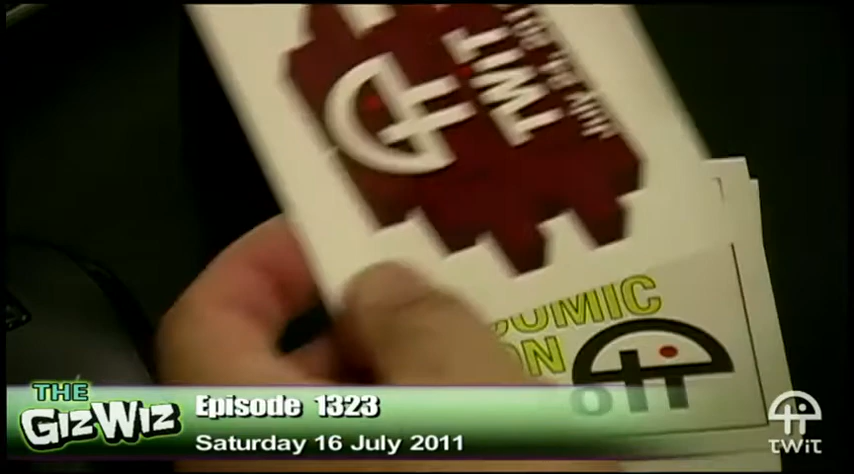 TWiT
COMIC
ON
THE
GIZWIZ
Episode 1323
Saturday 16 July 2011
TWiT